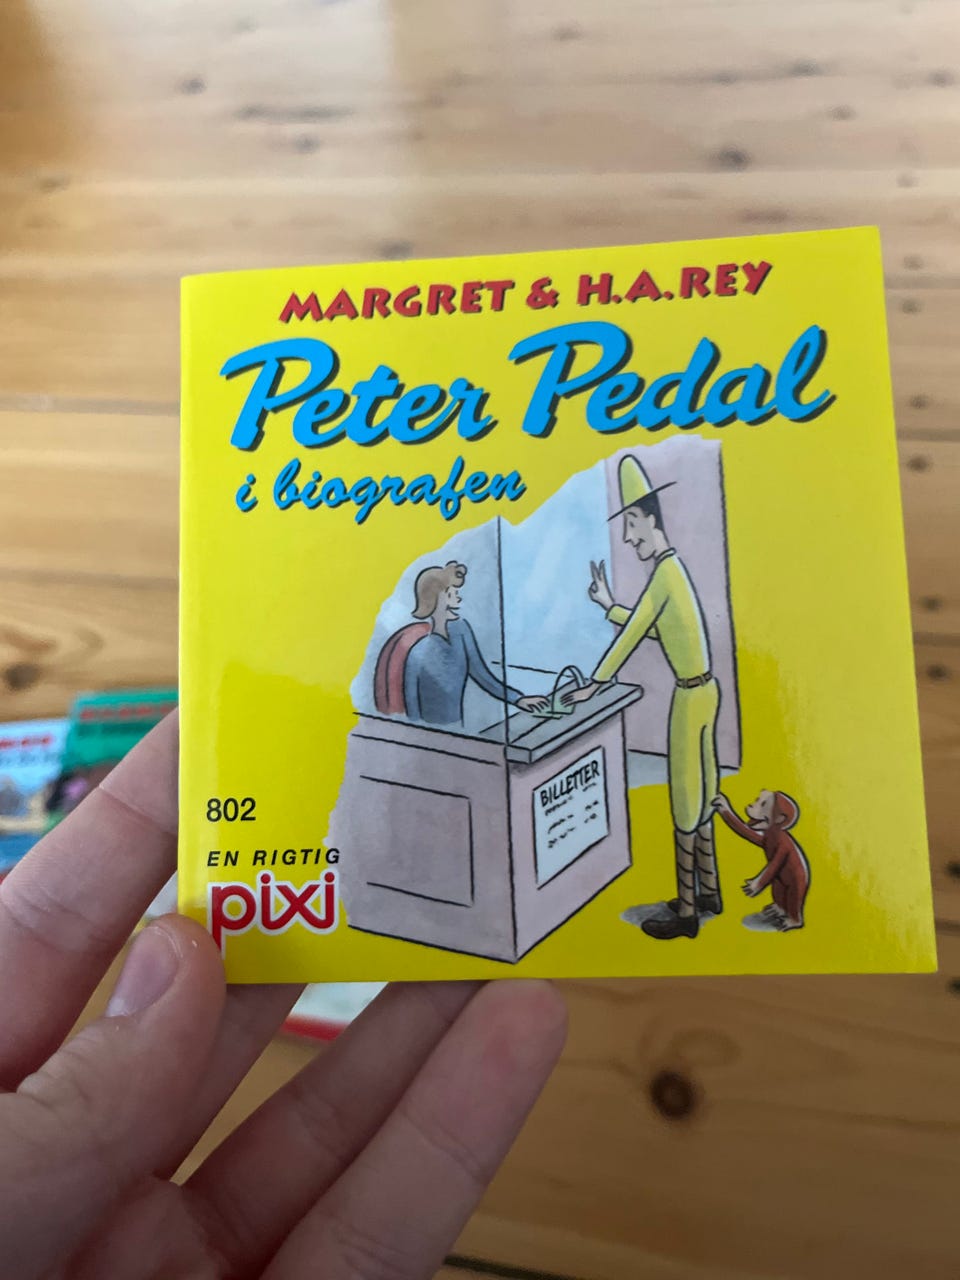 MARGRET & H.A.REY
Peter Pedal
i biografen
BILLETTER
802
EN RIGTIG
pixi